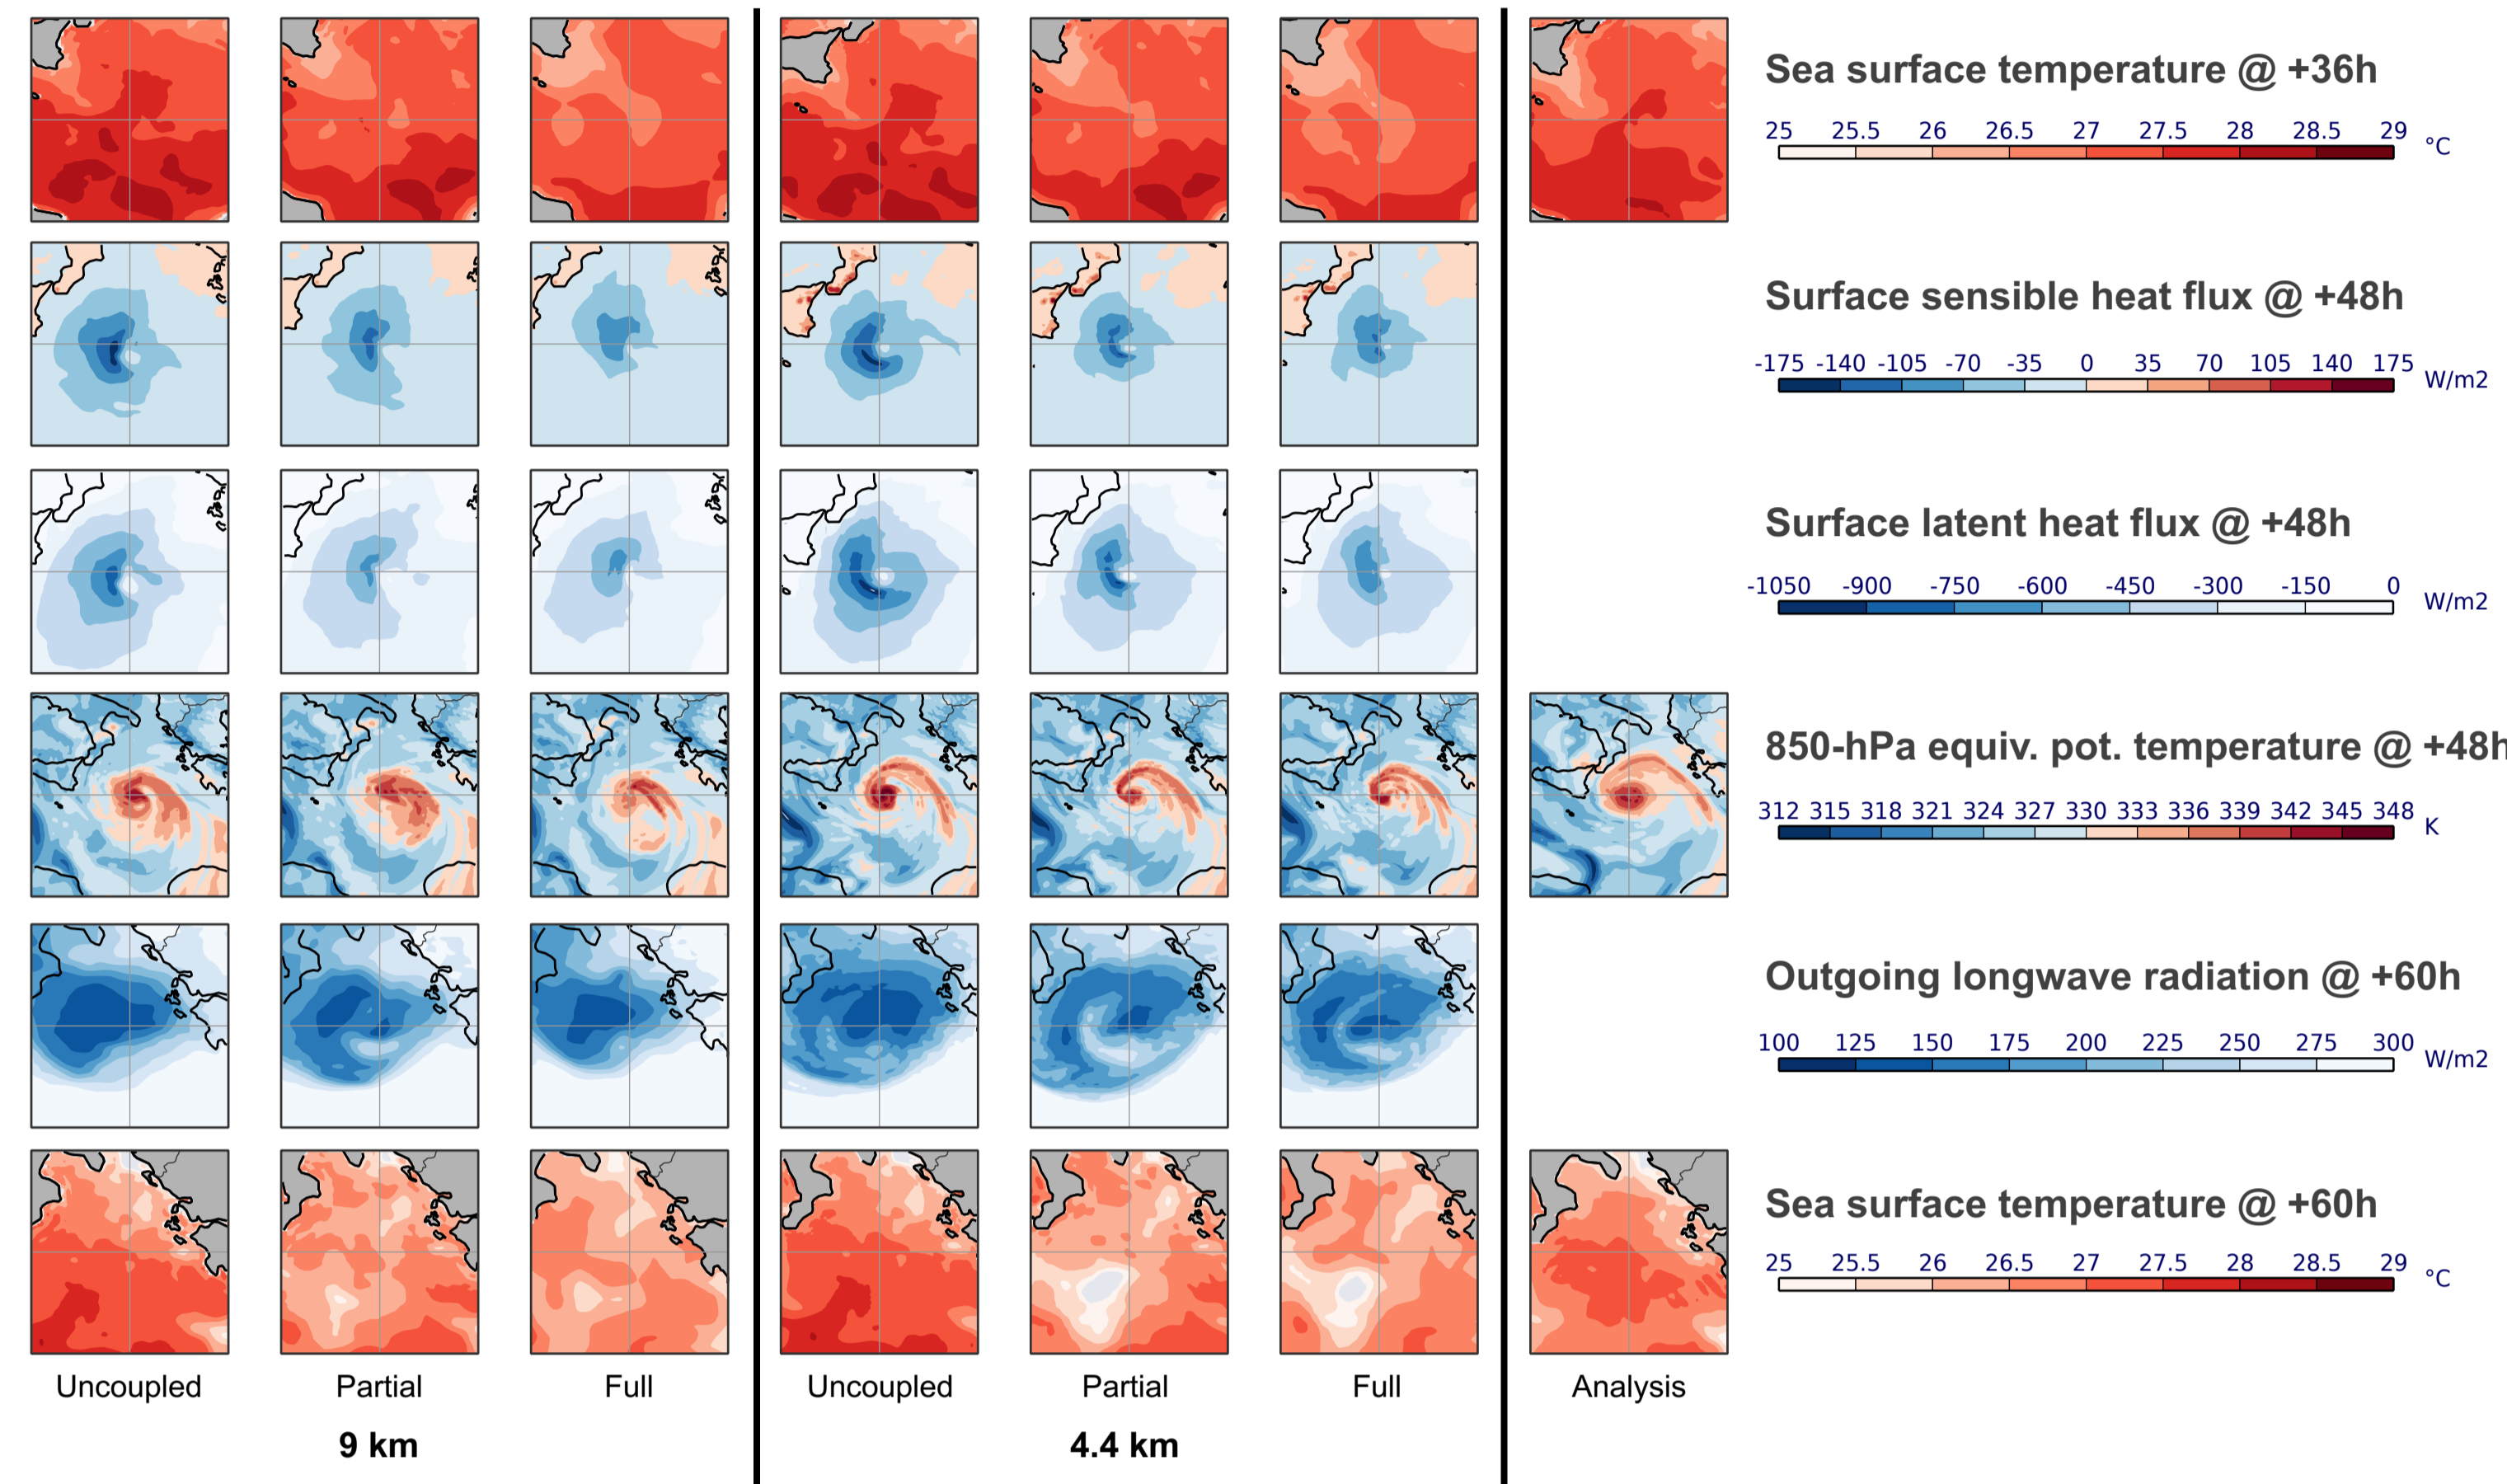 Sea surface temperature @ +36h
25 25.5 26 26.5 27 27.5 28 28.5 29
°C
Surface sensible heat flux @ +48h
-175 -140 -105 -70 -35 0 35 70 105 140 175
W/m2
Surface latent heat flux @ +48h
-1050 -900 -750 -600 -450 -300 -150 0
W/m2
850-hPa equiv. pot. temperature @ +48h
312 315 318 321 324 327 330 333 336 339 342 345 348
K
Outgoing longwave radiation @ +60h
100 125 150 175 200 225 250 275 300
W/m2
Sea surface temperature @ +60h
25 25.5 26 26.5 27 27.5 28 28.5 29
°C
Uncoupled Partial Full Uncoupled Partial Full Analysis
9 km 4.4 km